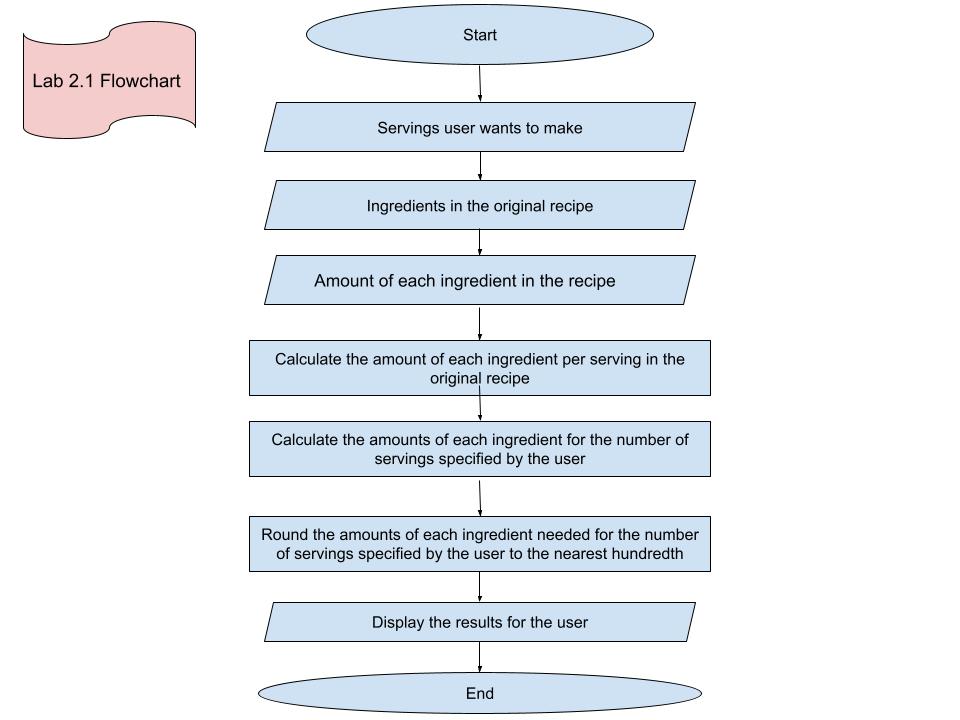 Start
Lab 2.1 Flowchart
Servings user wants to make
Ingredients in the original recipe
Amount of each ingredient in the recipe
Calculate the amount of each ingredient per serving in the
original recipe
Calculate the amounts of each ingredient for the number of
servings specified by the user
Round the amounts of each ingredient needed for the number
of servings specified by the user to the nearest hundredth
Display the results for the user
End